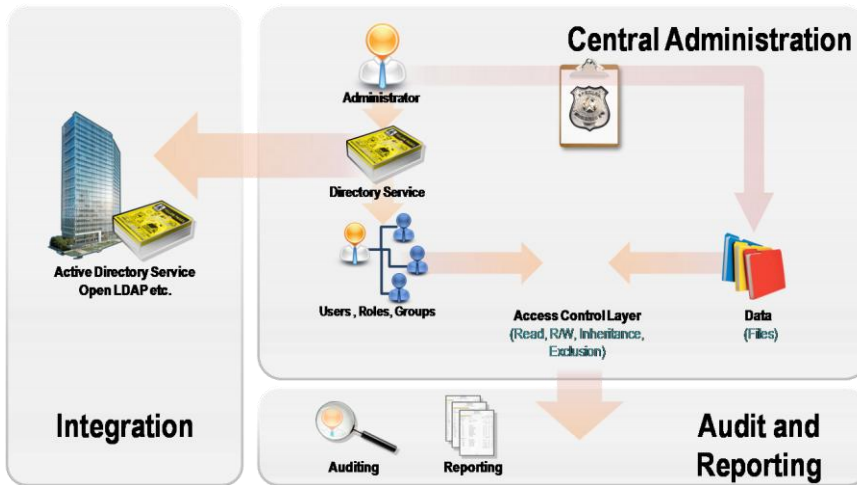 Central Administration
Administrator
Directory Service
Active Directory Service
Open LDAP etc.
Users , Roles, Groups
Access Control Layer
(Read, R/W, Inheritance,
Exclusion)
Data
(Files)
Integration
Auditing
Reporting
Audit and
Reporting